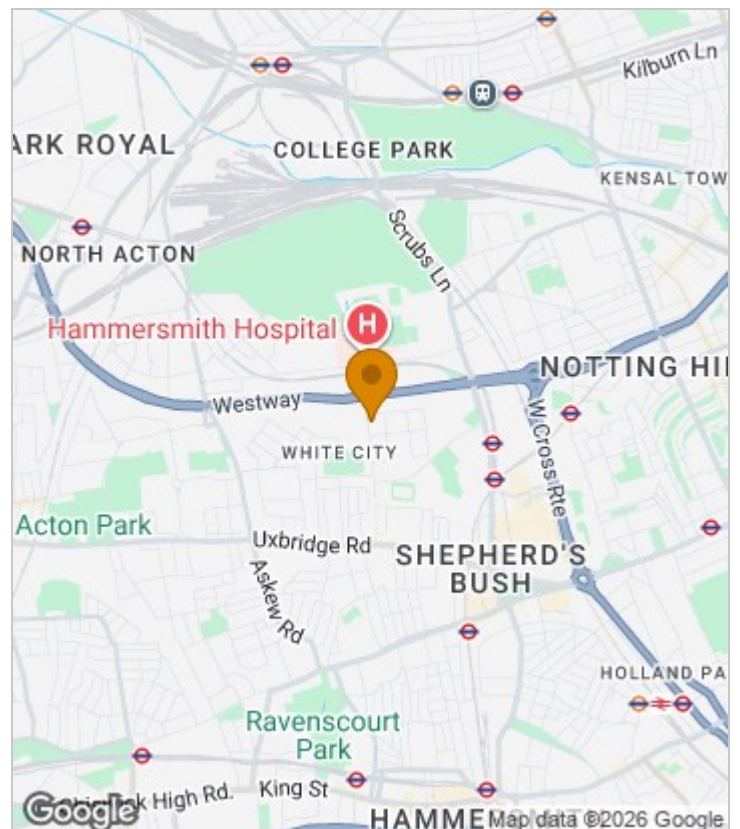 Kilburn Ln
ARK ROYAL
COLLEGE PARK
KENSAL TOW
Scrubs Ln
NORTH ACTON
Hammersmith Hospital
H
NOTTING HI
Westway
W Cross Rte
WHITE CITY
Acton Park
Uxbridge Rd
SHEPHERD'S
BUSH
Askew Rd
HOLLAND PA
Ravenscourt
Park
k High Rd.
King St
HAMME
Google
Map data ©2026 Google